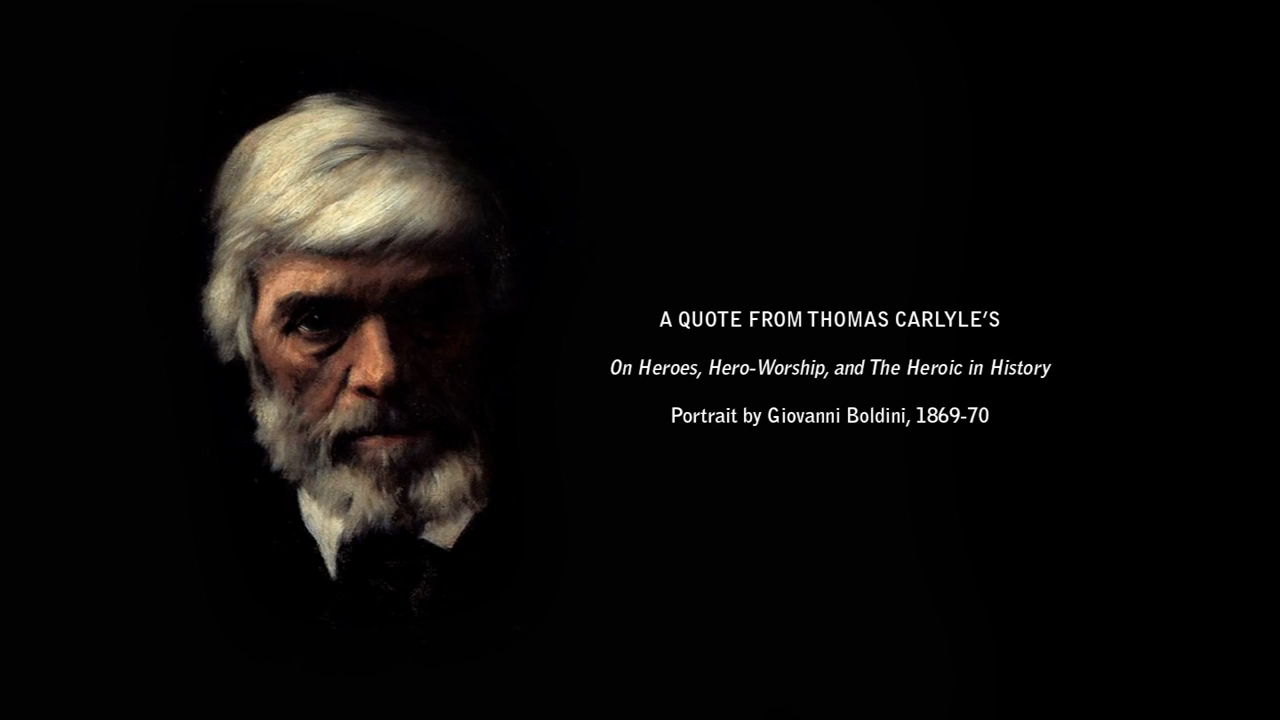 A QUOTE FROM THOMAS CARLYLE’S
On Heroes, Hero-Worship, and The Heroic in History
Portrait by Giovanni Boldini, 1869-70